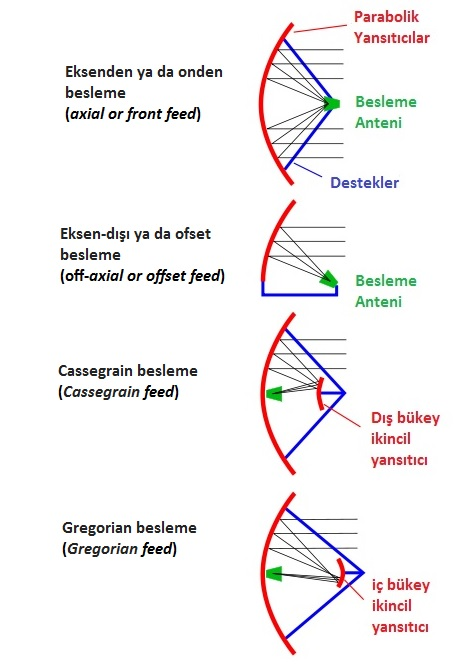 Parabolik
Yansıtıcılar
Eksenden ya da onden
besleme
(axial or front feed)
Besleme
Anteni
Destekler
Eksen-dışı ya da ofset
besleme
(off-axial or offset feed)
Besleme
Anteni
Cassegrain besleme
(Cassegrain feed)
Dış bükey
ikincil
yansıtıcı
Gregorian besleme
(Gregorian feed)
iç bükey
ikincil
yansıtıcı